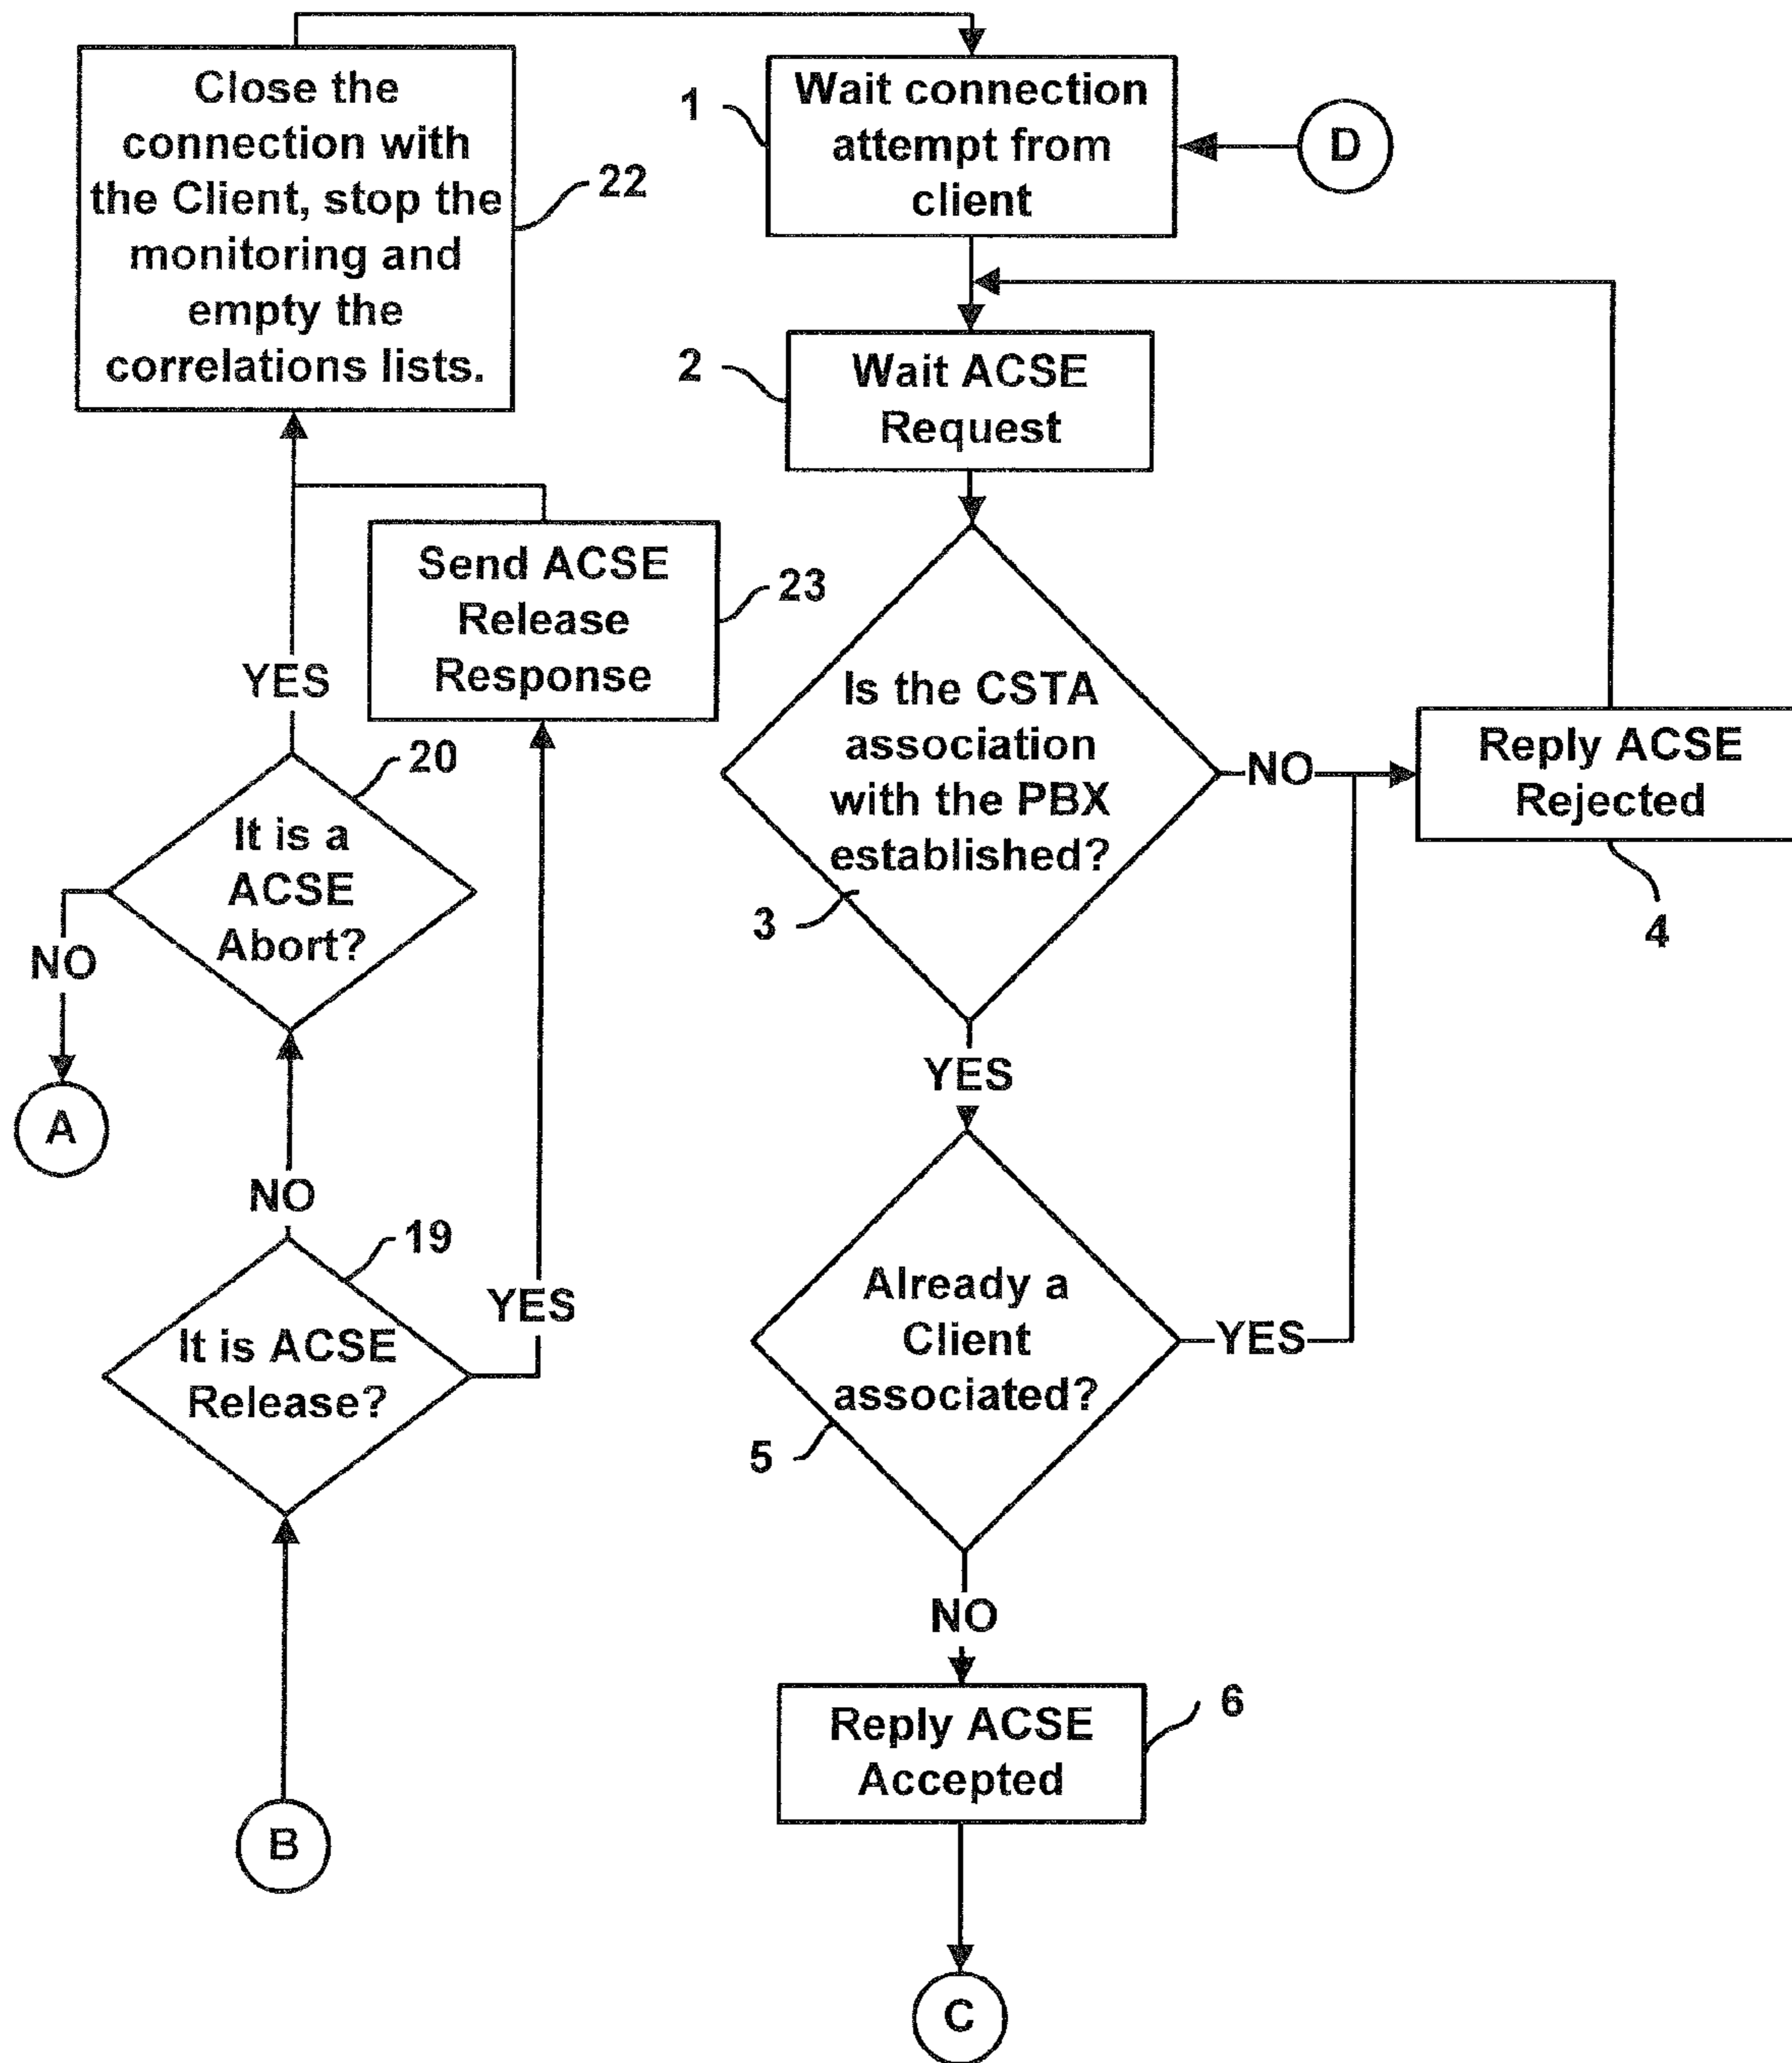 Close the
connection with
the Client, stop the
monitoring and
empty the
correlations lists.
22
1
Wait connection
attempt from
client
D
2
Wait ACSE
Request
Send ACSE
Release
Response
23
YES
20
It is a
ACSE
Abort?
NO
A
NO
19
It is ACSE
Release?
YES
B
Is the CSTA
association
with the PBX
established?
3
NO
Reply ACSE
Rejected
4
YES
Already a
Client
associated?
5
YES
NO
Reply ACSE
Accepted
6
C